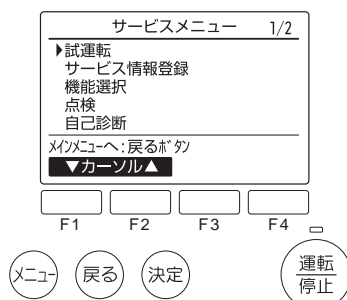 サービスメニュー 1/2
▶試運転
サービス情報登録
機能選択
点検
自己診断
メインメニューへ:戻るボタン
▼カーソル▲
F1 F2 F3 F4
メニュー 戻る 決定 運転
停止